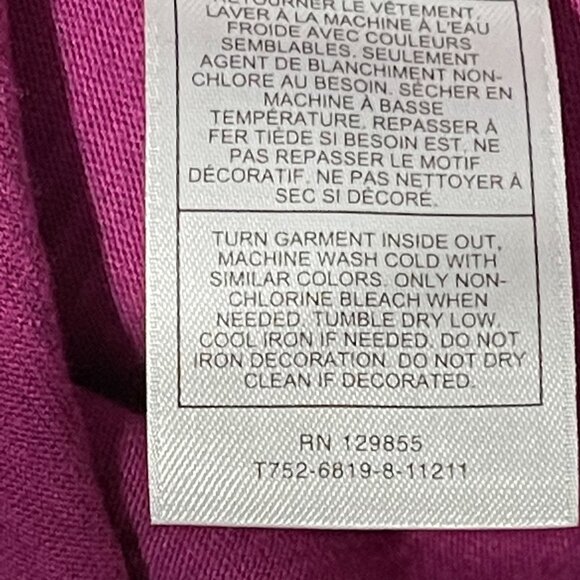 RETOURNER LE VÊTEMENT,
LAVER À LA MACHINE À L'EAU
FROIDE AVEC COULEURS
SEMBLABLES. SEULEMENT
AGENT DE BLANCHIMENT NON-
CHLORE AU BESOIN. SÉCHER EN
MACHINE À BASSE
TEMPÉRATURE. REPASSER À
FER TIÈDE SI BESOIN EST, NE
PAS REPASSER LE MOTIF
DÉCORATIF. NE PAS NETTOYER À
SEC SI DÉCORÉ.
TURN GARMENT INSIDE OUT,
MACHINE WASH COLD WITH
SIMILAR COLORS. ONLY NON-
CHLORINE BLEACH WHEN
NEEDED. TUMBLE DRY LOW.
COOL IRON IF NEEDED. DO NOT
IRON DECORATION. DO NOT DRY
CLEAN IF DECORATED.
RN 129855
T752-6819-8-11211